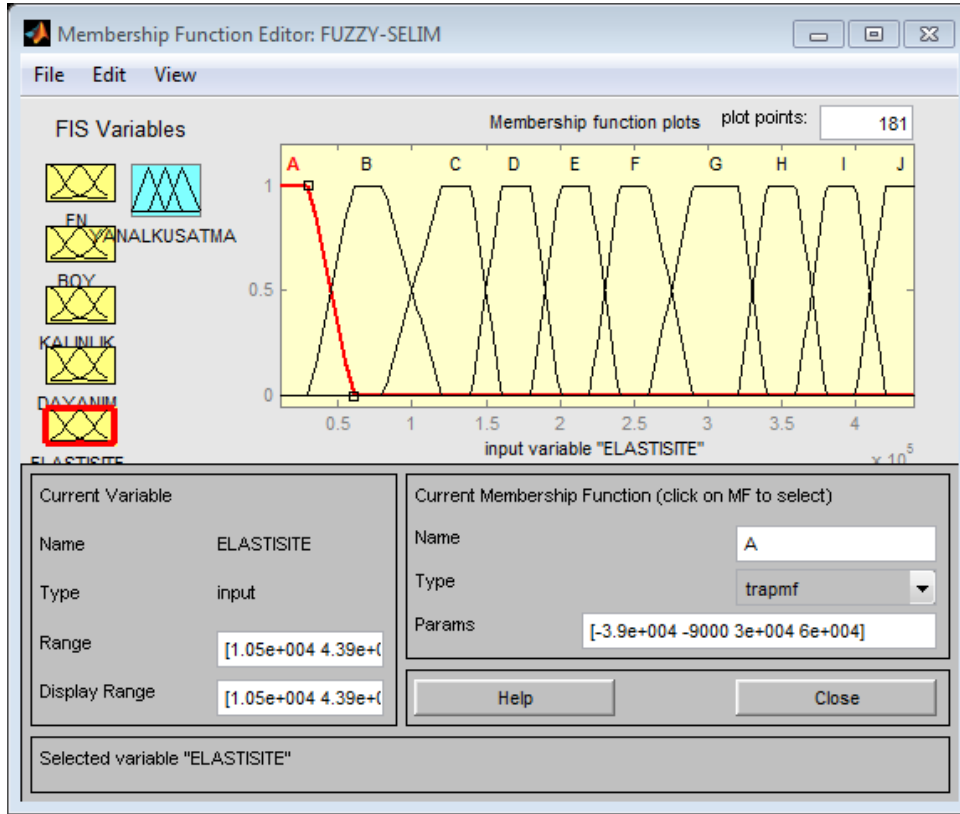 Membership Function Editor: FUZZY-SELIM
File Edit View
FIS Variables
Membership function plots plot points: 181
A B C D E F G H I J
EN
YANALKUSATMA
BOY
KALINLIK
DAYANIM
ELASTISITE
1
0.5
0
0.5 1 1.5 2 2.5 3 3.5 4
input variable "ELASTISITE"
x 10^5
Current Variable
Name ELASTISITE
Type input
Range [1.05e+004 4.39e+(
Display Range [1.05e+004 4.39e+(
Current Membership Function (click on MF to select)
Name A
Type trapmf
Params [-3.9e+004 -9000 3e+004 6e+004]
Help Close
Selected variable "ELASTISITE"